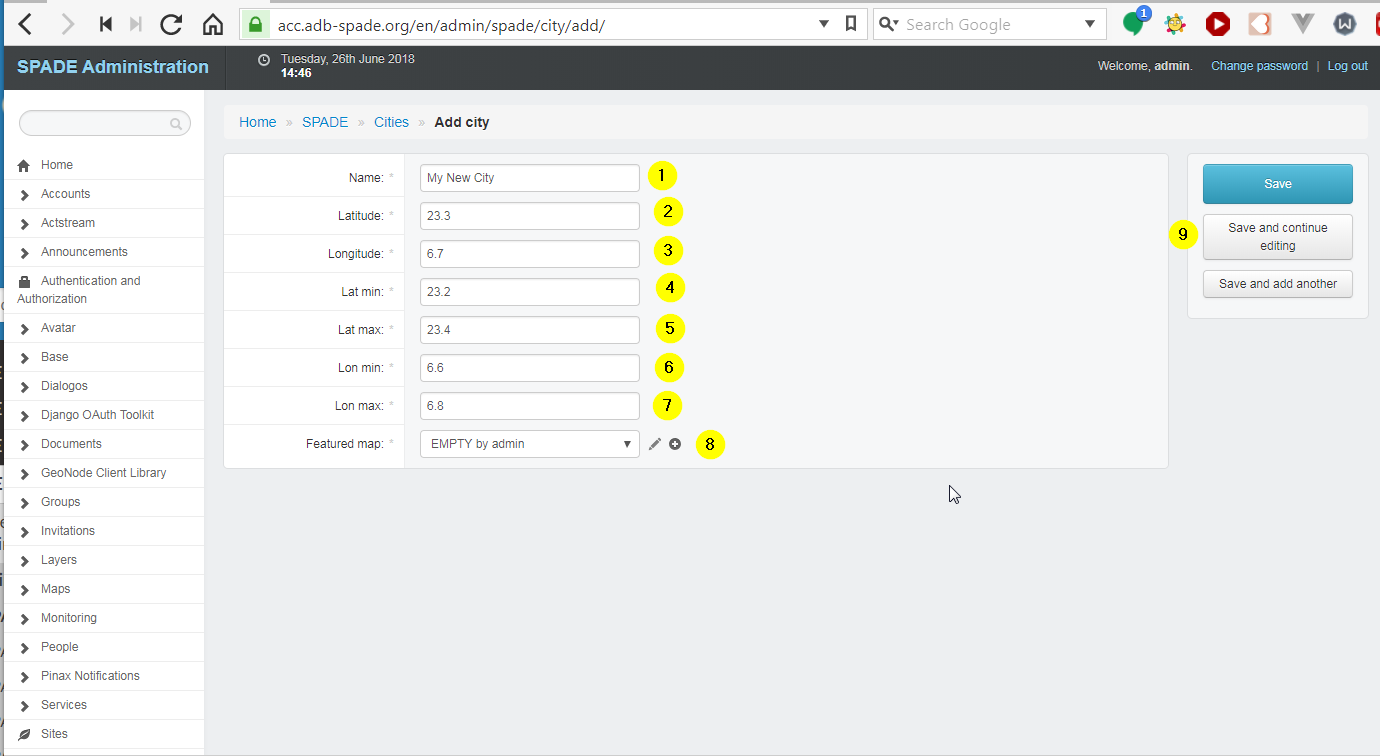 acc.adb-spade.org/en/admin/spade/city/add/
Search Google
1
SPADE Administration
Tuesday, 26th June 2018
14:46
Welcome, admin. Change password | Log out
Home » SPADE » Cities » Add city
Home
Accounts
Actstream
Announcements
Authentication and
Authorization
Avatar
Base
Dialogos
Django OAuth Toolkit
Documents
GeoNode Client Library
Groups
Invitations
Layers
Maps
Monitoring
People
Pinax Notifications
Services
Sites
Name: * My New City 1
Latitude: * 23.3 2
Longitude: * 6.7 3
Lat min: * 23.2 4
Lat max: * 23.4 5
Lon min: * 6.6 6
Lon max: * 6.8 7
Featured map: * EMPTY by admin 8
Save
9 Save and continue
editing
Save and add another